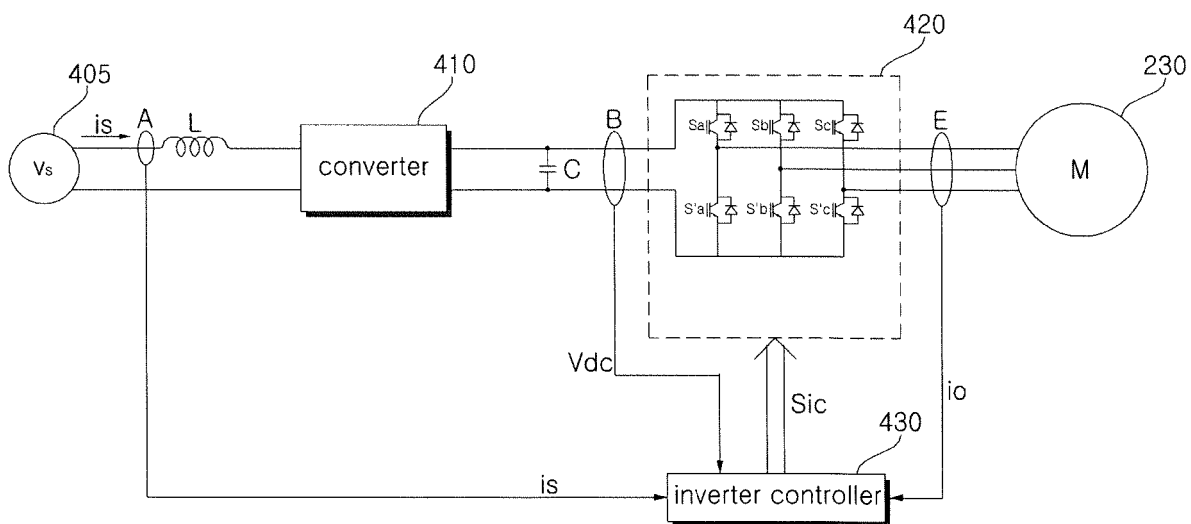 420
230
410
405
is
A
L
B
E
Sa
Sb
Sc
Vs
converter
C
M
S'a
S'b
S'c
Vdc
Sic
io
430
is
inverter controller